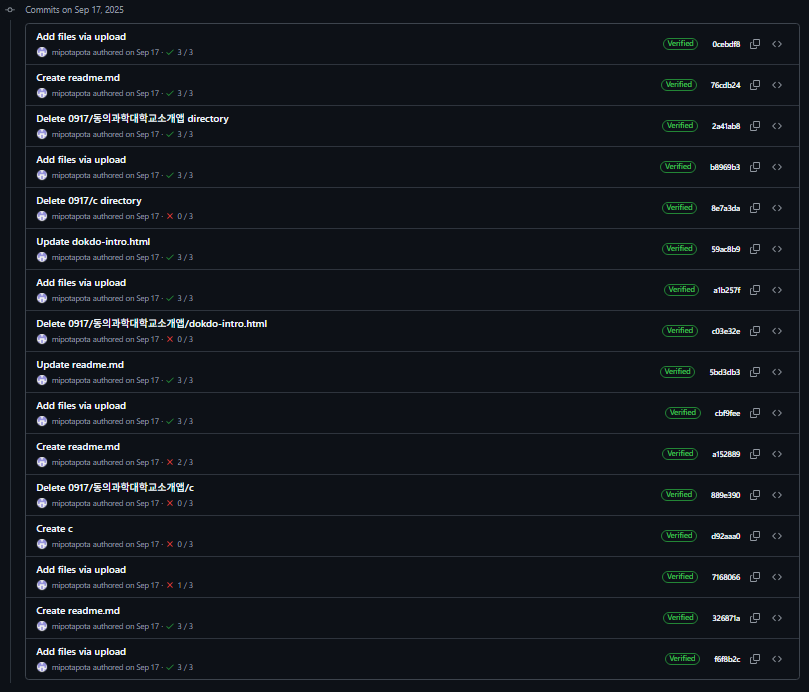 Commits on Sep 17, 2025
Add files via upload
mipotapota authored on Sep 17 · 3 / 3
Verified 0cebdf8
Create readme.md
mipotapota authored on Sep 17 · 3 / 3
Verified 76cdb24
Delete 0917/동의과학대학교소개앱 directory
mipotapota authored on Sep 17 · 3 / 3
Verified 2a41ab8
Add files via upload
mipotapota authored on Sep 17 · 3 / 3
Verified b8969b3
Delete 0917/c directory
mipotapota authored on Sep 17 · 0 / 3
Verified 8e7a3da
Update dokdo-intro.html
mipotapota authored on Sep 17 · 3 / 3
Verified 59ac8b9
Add files via upload
mipotapota authored on Sep 17 · 3 / 3
Verified a1b257f
Delete 0917/동의과학대학교소개앱/dokdo-intro.html
mipotapota authored on Sep 17 · 0 / 3
Verified c03e32e
Update readme.md
mipotapota authored on Sep 17 · 3 / 3
Verified 5bd3db3
Add files via upload
mipotapota authored on Sep 17 · 3 / 3
Verified cbf9fee
Create readme.md
mipotapota authored on Sep 17 · 2 / 3
Verified a152889
Delete 0917/동의과학대학교소개앱/c
mipotapota authored on Sep 17 · 0 / 3
Verified 889e390
Create c
mipotapota authored on Sep 17 · 0 / 3
Verified d92aaa0
Add files via upload
mipotapota authored on Sep 17 · 1 / 3
Verified 7168066
Create readme.md
mipotapota authored on Sep 17 · 3 / 3
Verified 326871a
Add files via upload
mipotapota authored on Sep 17 · 3 / 3
Verified f6f8b2c